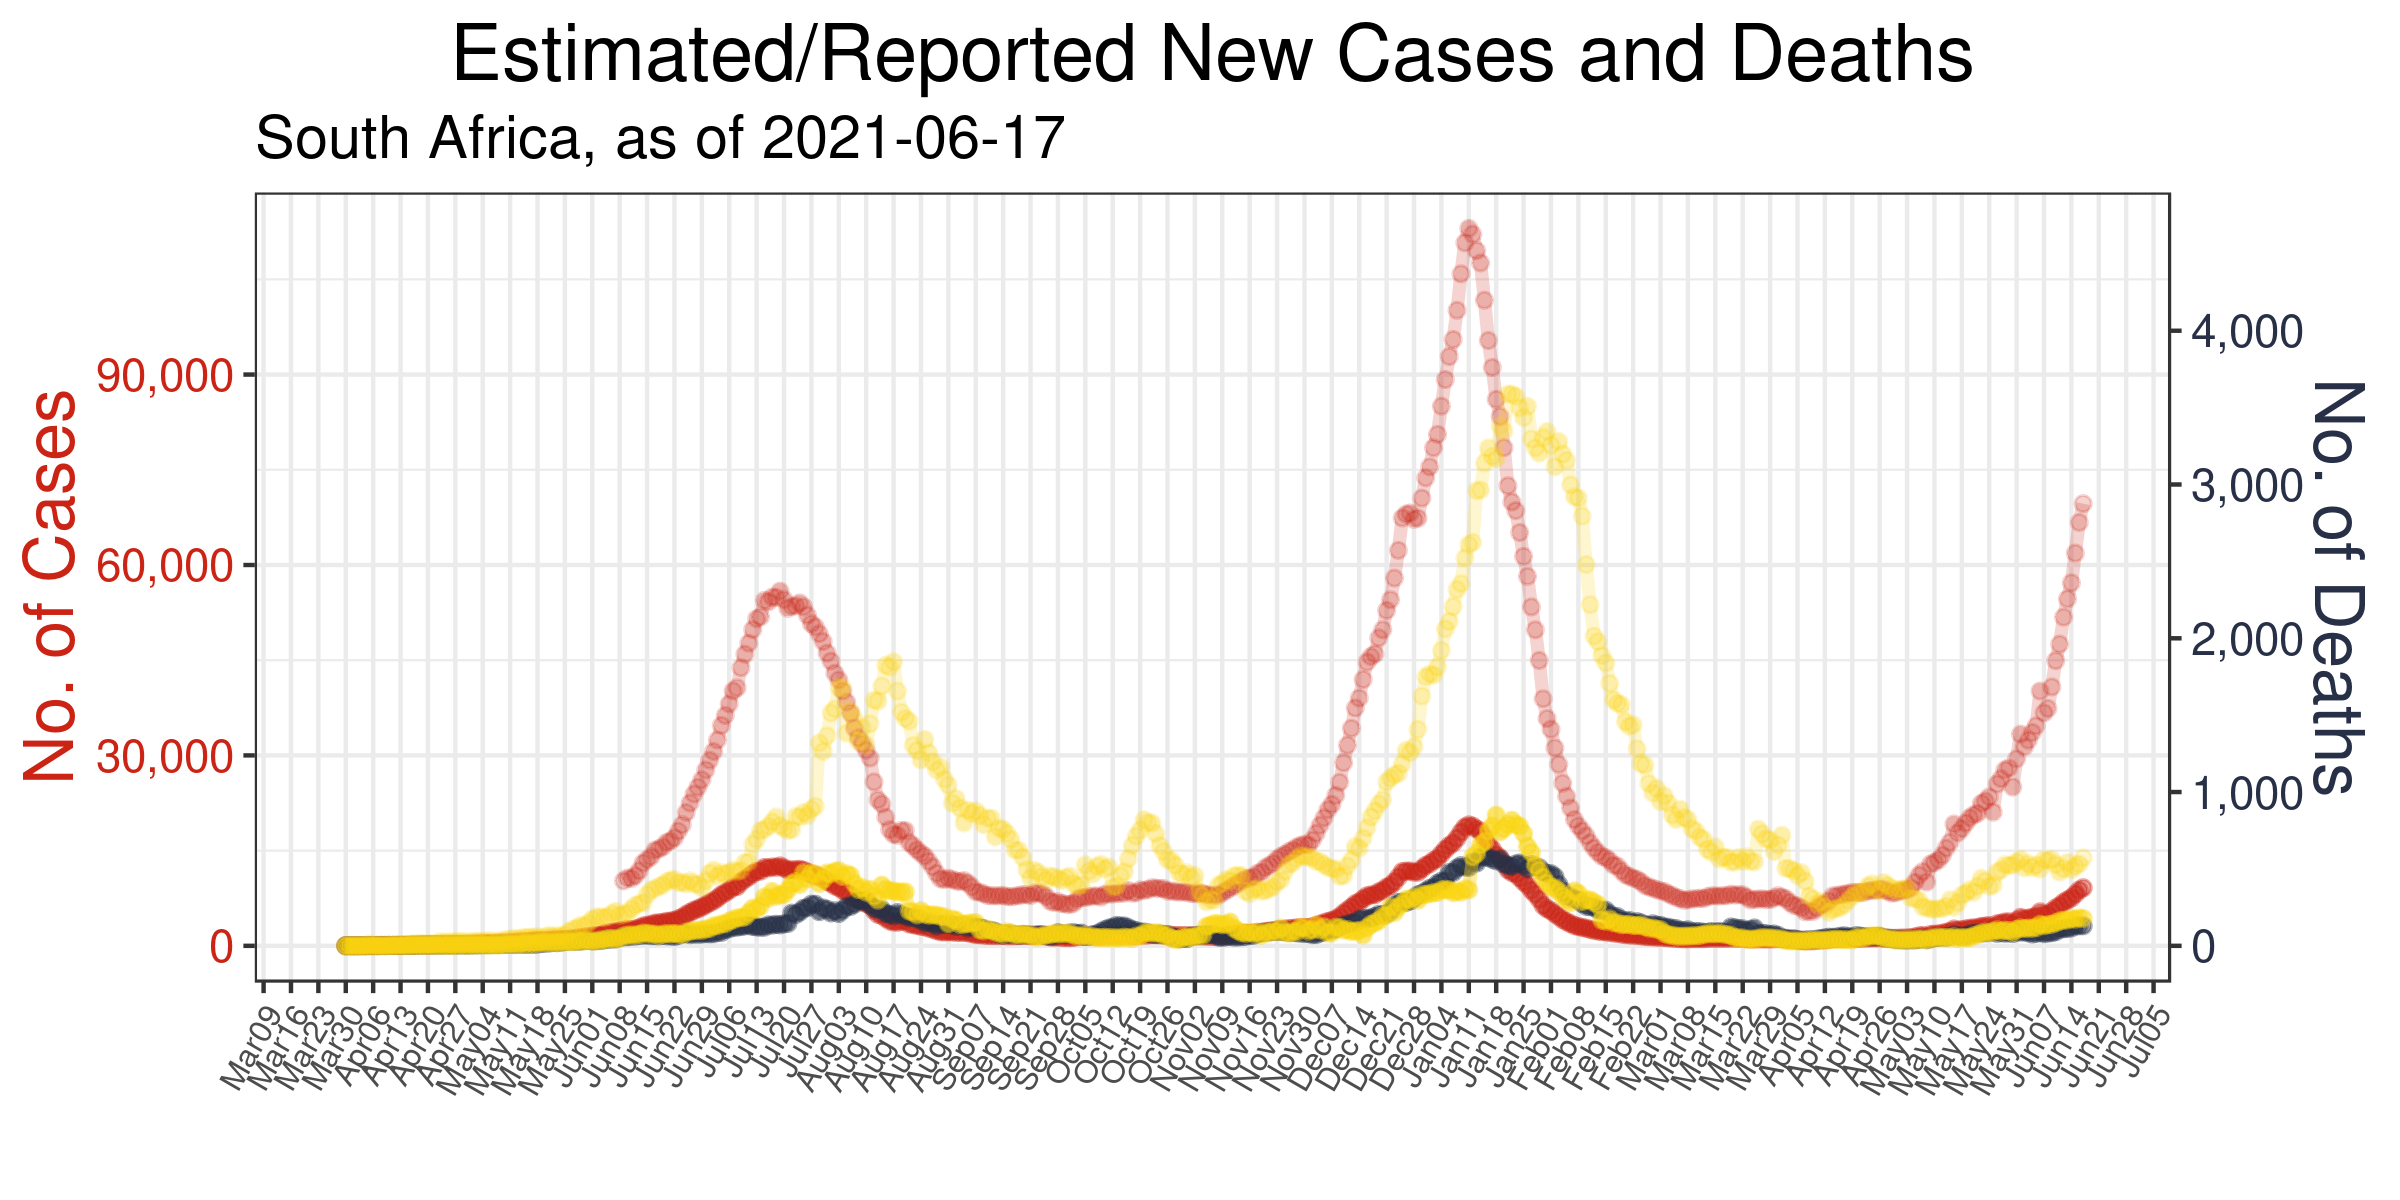 Estimated/Reported New Cases and Deaths
South Africa, as of 2021-06-17
No. of Cases
90,000
60,000
30,000
0
No. of Deaths
4,000
3,000
2,000
1,000
0
Mar09
Mar16
Mar23
Mar30
Apr06
Apr13
Apr20
Apr27
May04
May11
May18
May25
Jun01
Jun08
Jun15
Jun22
Jun29
Jul06
Jul13
Jul20
Jul27
Aug03
Aug10
Aug17
Aug24
Aug31
Sep07
Sep14
Sep21
Sep28
Oct05
Oct12
Oct19
Oct26
Nov02
Nov09
Nov16
Nov23
Nov30
Dec07
Dec14
Dec21
Dec28
Jan04
Jan11
Jan18
Jan25
Feb01
Feb08
Feb15
Feb22
Mar01
Mar08
Mar15
Mar22
Mar29
Apr05
Apr12
Apr19
Apr26
May03
May10
May17
May24
May31
Jun07
Jun14
Jun21
Jun28
Jul05